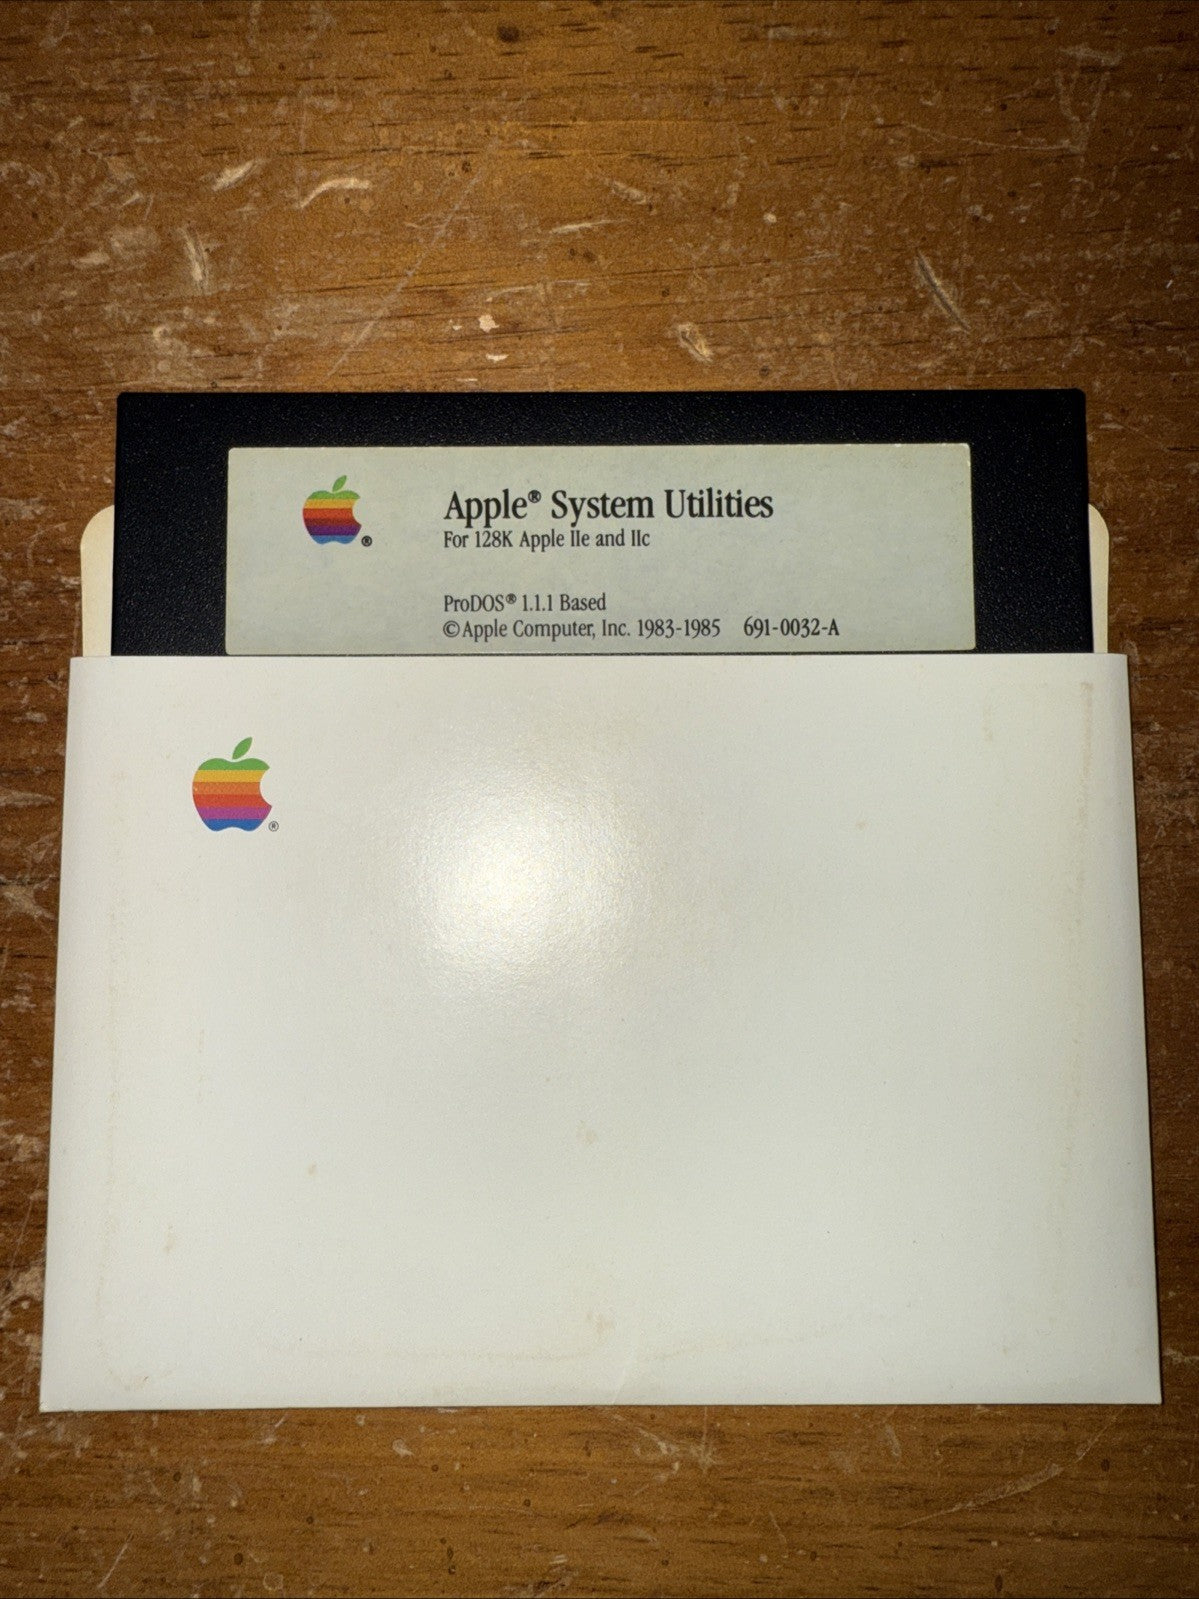 Apple® System Utilities
For 128K Apple IIe and IIc
ProDOS® 1.1.1 Based
©Apple Computer, Inc. 1983-1985 691-0032-A
®
®